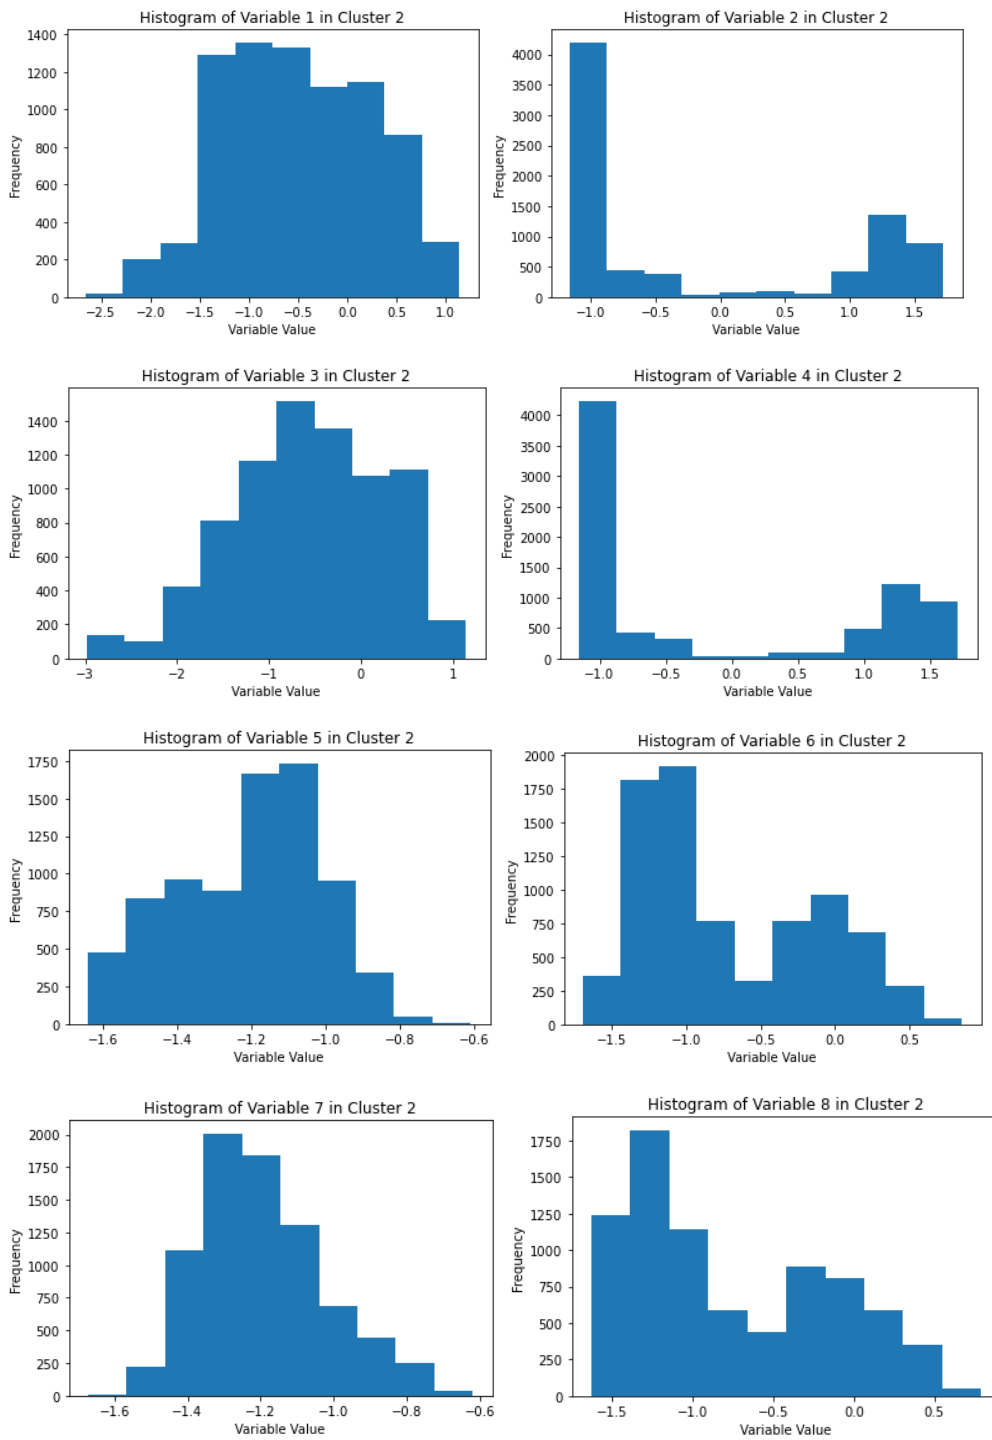 Histogram of Variable 1 in Cluster 2
1400
1200
1000
800
600
400
200
0
Frequency
−2.5 −2.0 −1.5 −1.0 −0.5 0.0 0.5 1.0
Variable Value
Histogram of Variable 2 in Cluster 2
4000
3500
3000
2500
2000
1500
1000
500
0
Frequency
−1.0 −0.5 0.0 0.5 1.0 1.5
Variable Value
Histogram of Variable 3 in Cluster 2
1400
1200
1000
800
600
400
200
0
Frequency
−3 −2 −1 0 1
Variable Value
Histogram of Variable 4 in Cluster 2
4000
3500
3000
2500
2000
1500
1000
500
0
Frequency
−1.0 −0.5 0.0 0.5 1.0 1.5
Variable Value
Histogram of Variable 5 in Cluster 2
1750
1500
1250
1000
750
500
250
0
Frequency
−1.6 −1.4 −1.2 −1.0 −0.8 −0.6
Variable Value
Histogram of Variable 6 in Cluster 2
2000
1750
1500
1250
1000
750
500
250
0
Frequency
−1.5 −1.0 −0.5 0.0 0.5
Variable Value
Histogram of Variable 7 in Cluster 2
2000
1750
1500
1250
1000
750
500
250
0
Frequency
−1.6 −1.4 −1.2 −1.0 −0.8 −0.6
Variable Value
Histogram of Variable 8 in Cluster 2
1750
1500
1250
1000
750
500
250
0
Frequency
−1.5 −1.0 −0.5 0.0 0.5
Variable Value